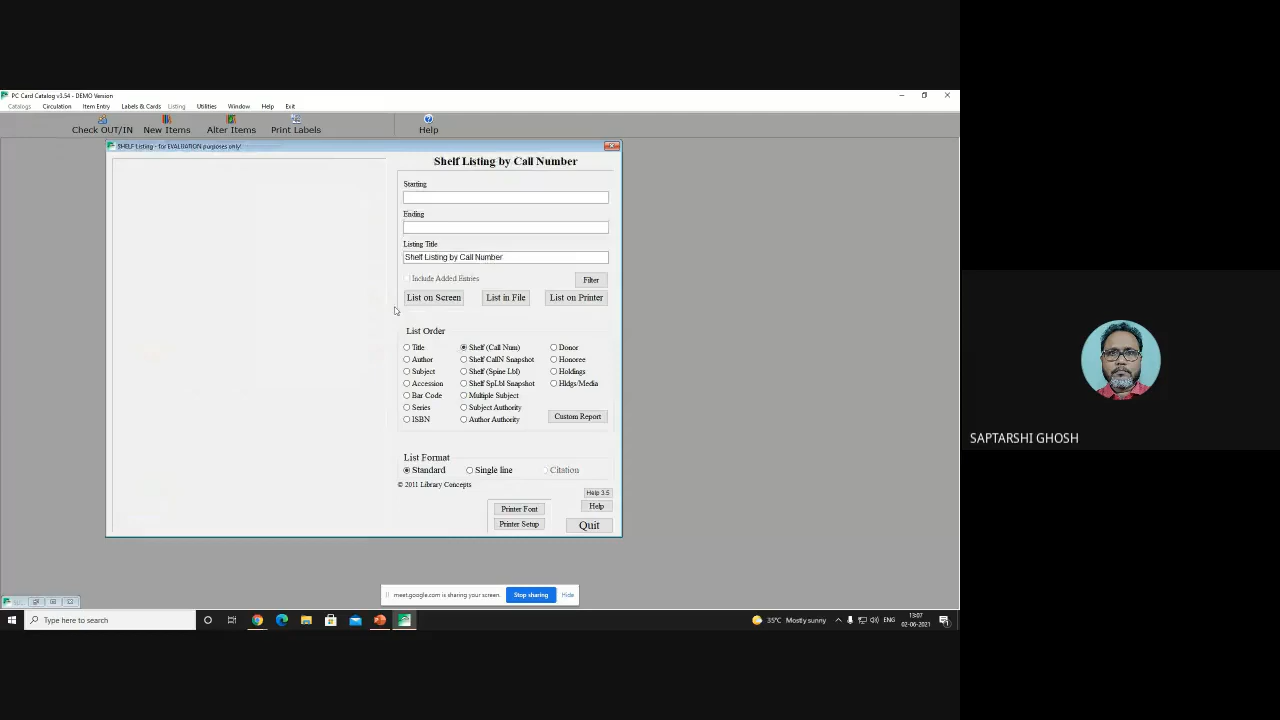 PC Card Catalog v3.54 - DEMO Version
Catalogs Circulation Item Entry Labels & Cards Listing Utilities Window Help Exit
Check OUT/IN New Items Alter Items Print Labels Help
SHELF Listing - for EVALUATION purposes only!
Shelf Listing by Call Number
Starting
Ending
Listing Title
Shelf Listing by Call Number
Include Added Entries
Filter
List on Screen List in File List on Printer
List Order
Title Shelf (Call Num) Donor
Author Shelf CallN Snapshot Honoree
Subject Shelf (Spine Lbl) Holdings
Accession Shelf SpLbl Snapshot Hldgs/Media
Bar Code Multiple Subject
Series Subject Authority
Custom Report
ISBN Author Authority
List Format
Standard Single line Citation
© 2011 Library Concepts
Help 3.5
Printer Font Help
Printer Setup Quit
meet.google.com is sharing your screen. Stop sharing Hide
Type here to search
35°C Mostly sunny
ENG
13:07
02-06-2021
SAPTARSHI GHOSH